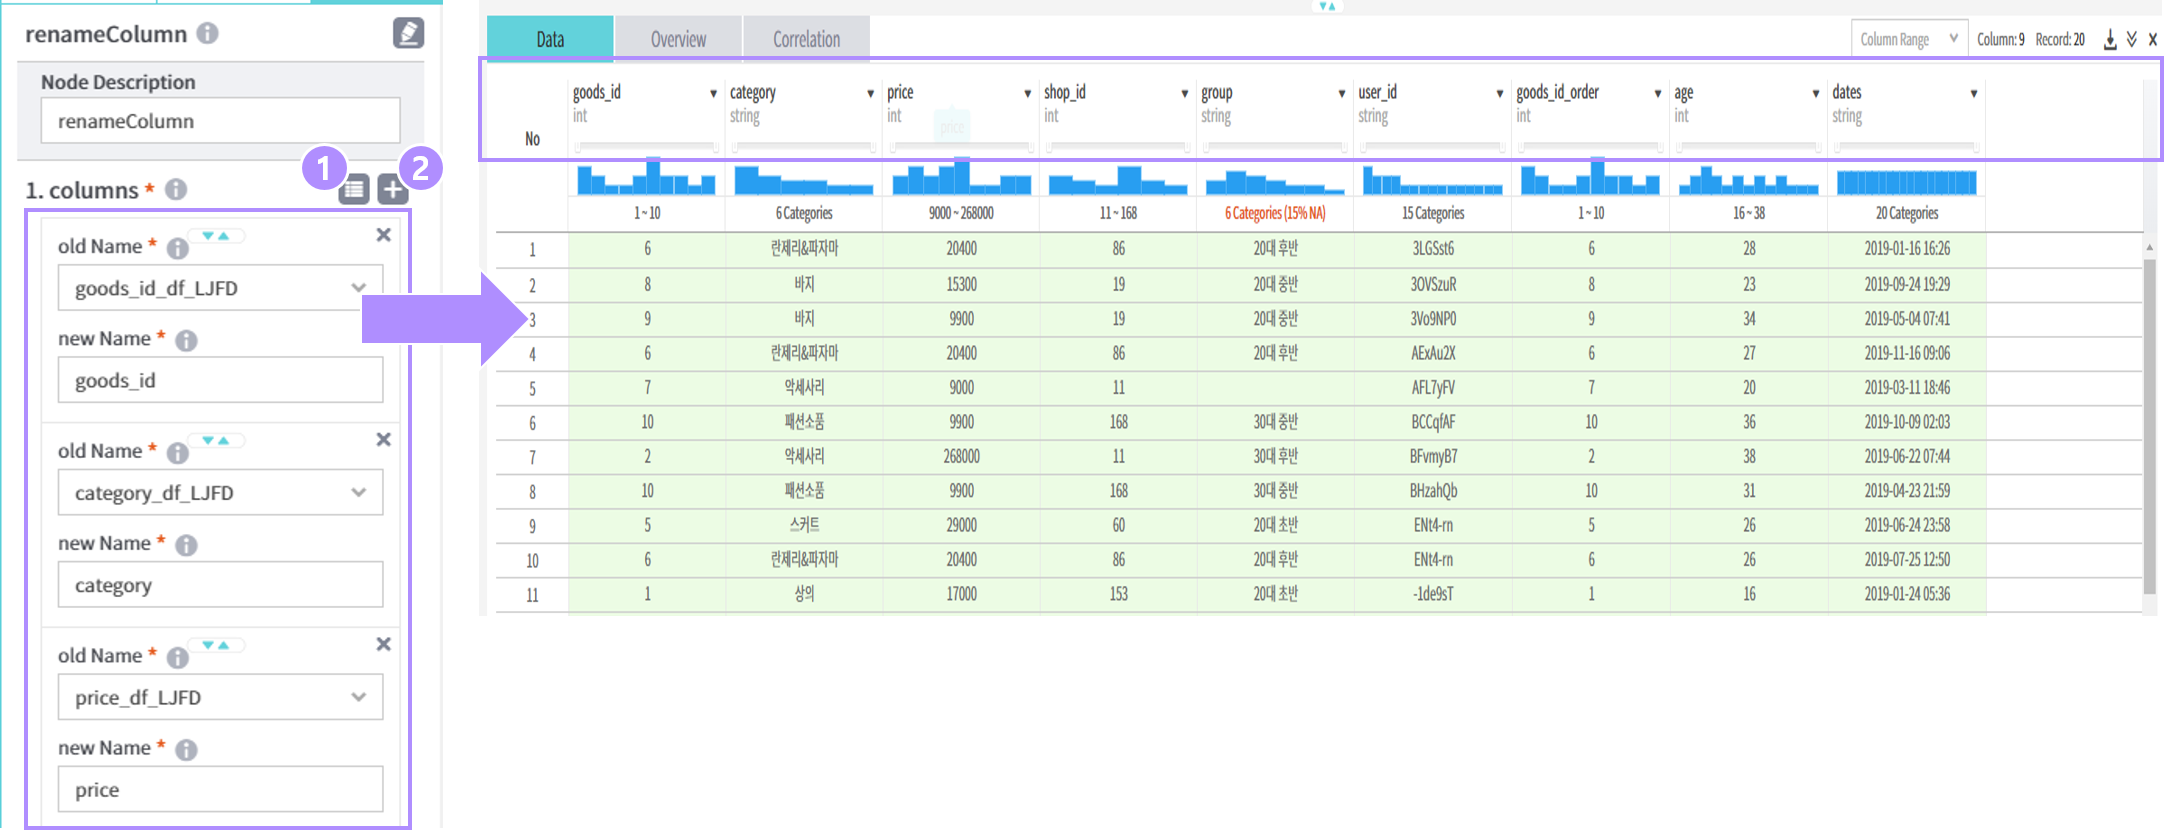 renameColumn
Node Description
renameColumn
1
2
1. columns *
old Name *
goods_id_df_LJFD
new Name *
goods_id
old Name *
category_df_LJFD
new Name *
category
old Name *
price_df_LJFD
new Name *
price
Data Overview Correlation Column Range Column: 9 Record: 20
No
goods_id category price shop_id group user_id goods_id_order age dates
int string int int string string int int string
price
1 ~ 10 6 Categories 9000 ~ 268000 11 ~ 168 6 Categories (15% NA) 15 Categories 1 ~ 10 16 ~ 38 20 Categories
1 6 란제리&파자마 20400 86 20대 후반 3LGSst6 6 28 2019-01-16 16:26
2 8 바지 15300 19 20대 중반 3OVSzuR 8 23 2019-09-24 19:29
3 9 바지 9900 19 20대 중반 3Vo9NP0 9 34 2019-05-04 07:41
4 6 란제리&파자마 20400 86 20대 후반 AExAu2X 6 27 2019-11-16 09:06
5 7 악세사리 9000 11 AFL7yFV 7 20 2019-03-11 18:46
6 10 패션소품 9900 168 30대 중반 BCCqfAF 10 36 2019-10-09 02:03
7 2 악세사리 268000 11 30대 후반 BFvmyB7 2 38 2019-06-22 07:44
8 10 패션소품 9900 168 30대 중반 BHzahQb 10 31 2019-04-23 21:59
9 5 스커트 29000 60 20대 초반 ENt4-rn 5 26 2019-06-24 23:58
10 6 란제리&파자마 20400 86 20대 후반 ENt4-rn 6 26 2019-07-25 12:50
11 1 상의 17000 153 20대 초반 -1de9sT 1 16 2019-01-24 05:36